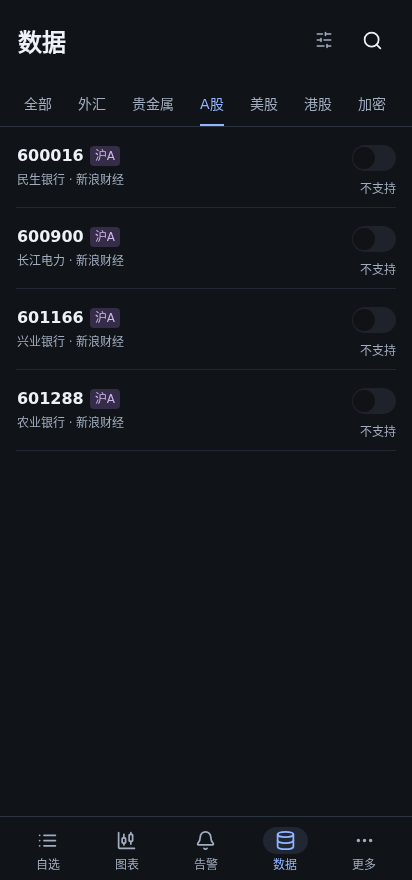 数据
全部 外汇 贵金属 A股 美股 港股 加密
600016 沪A
民生银行 · 新浪财经
不支持
600900 沪A
长江电力 · 新浪财经
不支持
601166 沪A
兴业银行 · 新浪财经
不支持
601288 沪A
农业银行 · 新浪财经
不支持
自选 图表 告警 数据 更多